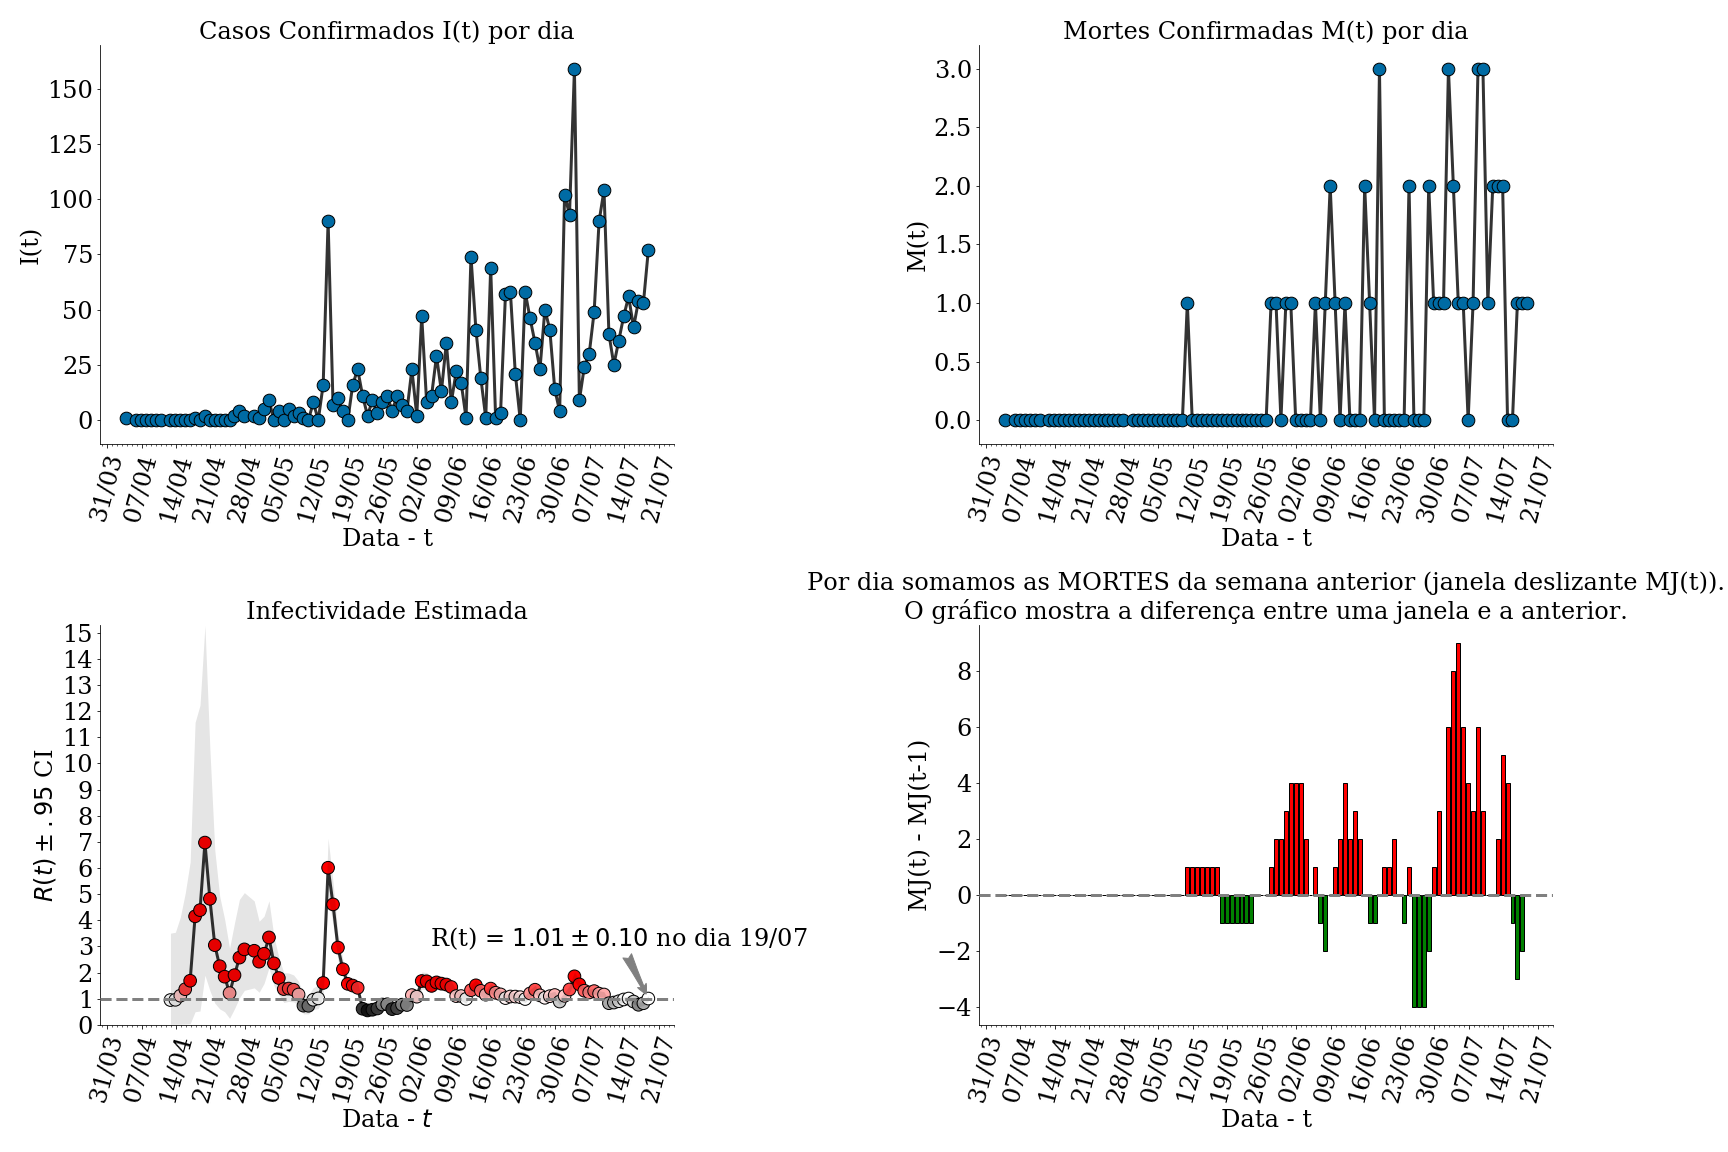 Casos Confirmados I(t) por dia
150
125
100
75
50
25
0
I(t)
31/03 07/04 14/04 21/04 28/04 05/05 12/05 19/05 26/05 02/06 09/06 16/06 23/06 30/06 07/07 14/07 21/07
Data - t
Mortes Confirmadas M(t) por dia
3.0
2.5
2.0
1.5
1.0
0.5
0.0
M(t)
31/03 07/04 14/04 21/04 28/04 05/05 12/05 19/05 26/05 02/06 09/06 16/06 23/06 30/06 07/07 14/07 21/07
Data - t
Infectividade Estimada
15
14
13
12
11
10
9
8
7
6
5
4
3
2
1
0
R(t) ± .95 CI
R(t) = 1.01 ± 0.10 no dia 19/07
31/03 07/04 14/04 21/04 28/04 05/05 12/05 19/05 26/05 02/06 09/06 16/06 23/06 30/06 07/07 14/07 21/07
Data - t
Por dia somamos as MORTES da semana anterior (janela deslizante MJ(t)).
O gráfico mostra a diferença entre uma janela e a anterior.
8
6
4
2
0
−2
−4
MJ(t) - MJ(t-1)
31/03 07/04 14/04 21/04 28/04 05/05 12/05 19/05 26/05 02/06 09/06 16/06 23/06 30/06 07/07 14/07 21/07
Data - t